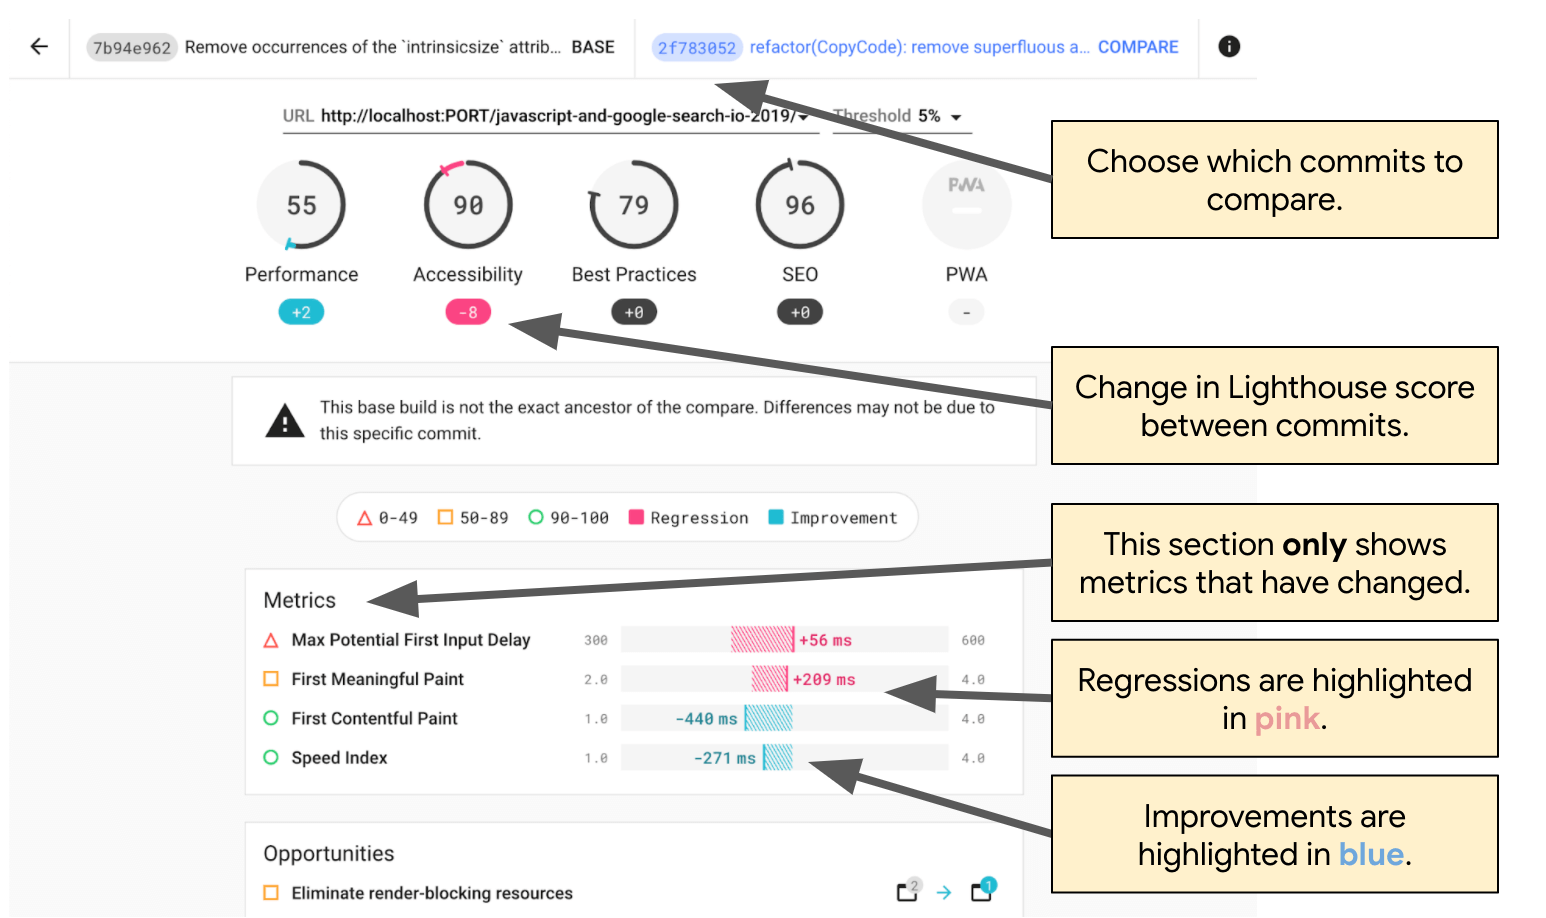 7b94e962 Remove occurrences of the `intrinsicsize` attrib... BASE
2f783052 refactor(CopyCode): remove superfluous a... COMPARE
URL http://localhost:PORT/javascript-and-google-search-io-2019/
Threshold 5%
Choose which commits to
compare.
55
90
79
96
PWA
Performance
Accessibility
Best Practices
SEO
PWA
+2
-8
+0
+0
-
Change in Lighthouse score
between commits.
This base build is not the exact ancestor of the compare. Differences may not be due to
this specific commit.
0-49 50-89 90-100 Regression Improvement
This section only shows
metrics that have changed.
Metrics
Max Potential First Input Delay 300 +56 ms 600
First Meaningful Paint 2.0 +209 ms 4.0
First Contentful Paint 1.0 -440 ms 4.0
Speed Index 1.0 -271 ms 4.0
Regressions are highlighted
in pink.
Improvements are
highlighted in blue.
Opportunities
Eliminate render-blocking resources 2 1